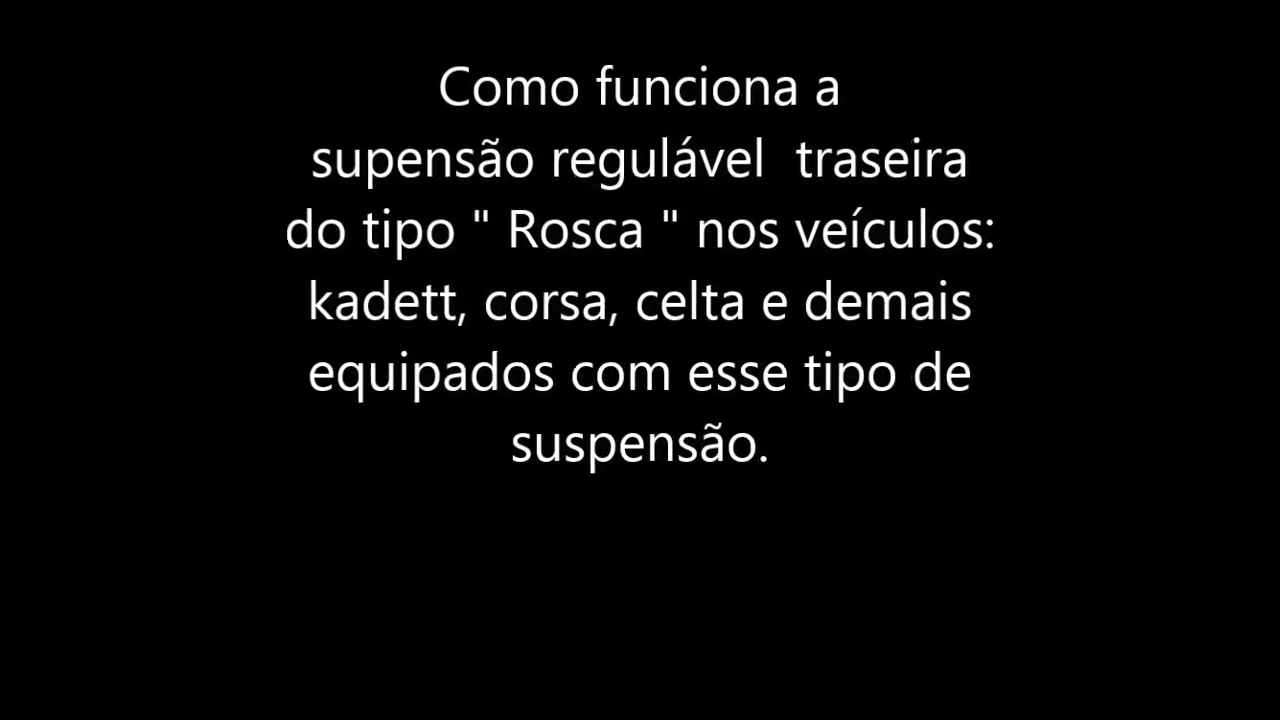 Como funciona a
supensão regulável  traseira
do tipo " Rosca " nos veículos:
kadett, corsa, celta e demais
equipados com esse tipo de
suspensão.